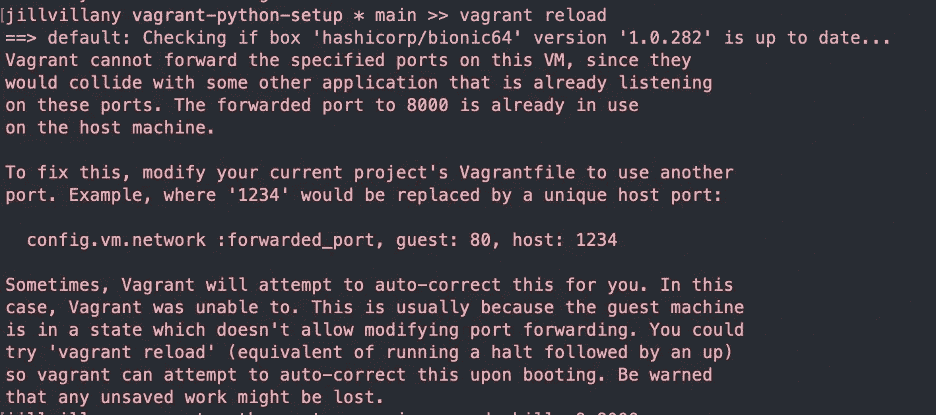 jillvillany vagrant-python-setup * main >> vagrant reload
==> default: Checking if box 'hashicorp/bionic64' version '1.0.282' is up to date...
Vagrant cannot forward the specified ports on this VM, since they
would collide with some other application that is already listening
on these ports. The forwarded port to 8000 is already in use
on the host machine.
To fix this, modify your current project's Vagrantfile to use another
port. Example, where '1234' would be replaced by a unique host port:
config.vm.network :forwarded_port, guest: 80, host: 1234
Sometimes, Vagrant will attempt to auto-correct this for you. In this
case, Vagrant was unable to. This is usually because the guest machine
is in a state which doesn't allow modifying port forwarding. You could
try 'vagrant reload' (equivalent of running a halt followed by an up)
so vagrant can attempt to auto-correct this upon booting. Be warned
that any unsaved work might be lost.